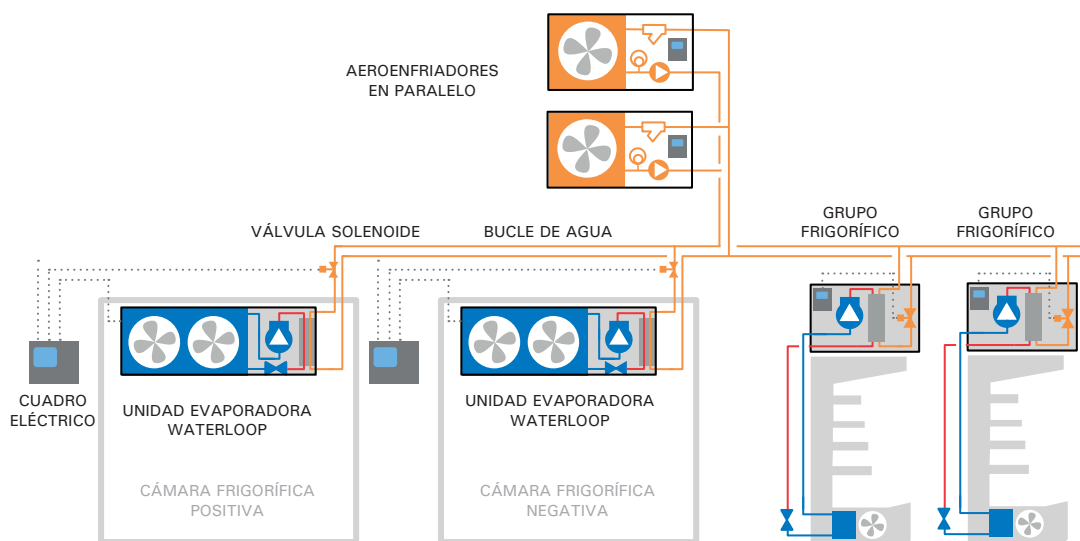 AEROENFRIADORES
EN PARALELO
VÁLVULA SOLENOIDE
BUCLE DE AGUA
GRUPO
FRIGORÍFICO
GRUPO
FRIGORÍFICO
CUADRO
ELÉCTRICO
UNIDAD EVAPORADORA
WATERLOOP
UNIDAD EVAPORADORA
WATERLOOP
CÁMARA FRIGORÍFICA
POSITIVA
CÁMARA FRIGORÍFICA
NEGATIVA